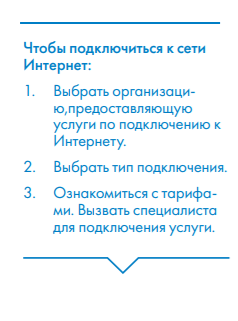 Чтобы подключиться к сети
Интернет:
1. Выбрать организаци-
ю,предоставляющую
услуги по подключению к
Интернету.
2. Выбрать тип подключения.
3. Ознакомиться с тарифа-
ми. Вызвать специалиста
для подключения услуги.